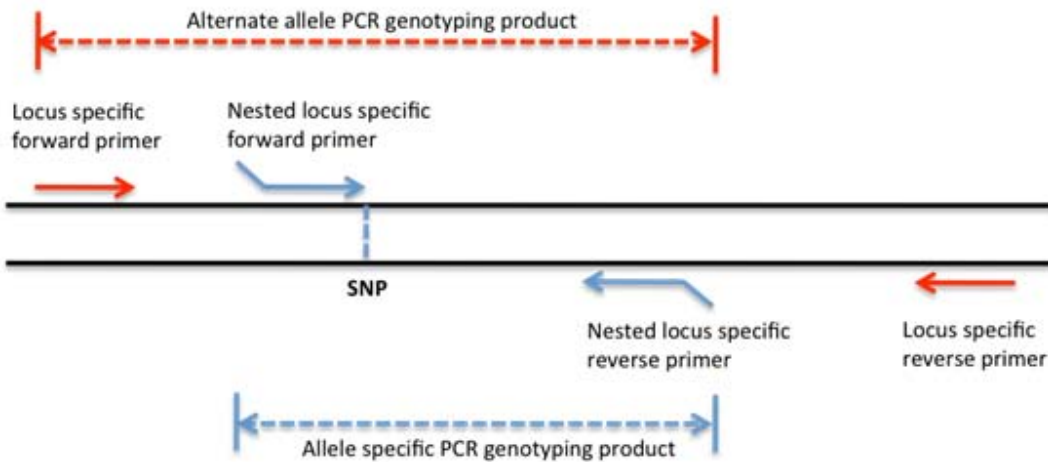 Alternate allele PCR genotyping product
Locus specific
forward primer
Nested locus specific
forward primer
SNP
Nested locus specific
reverse primer
Locus specific
reverse primer
Allele specific PCR genotyping product